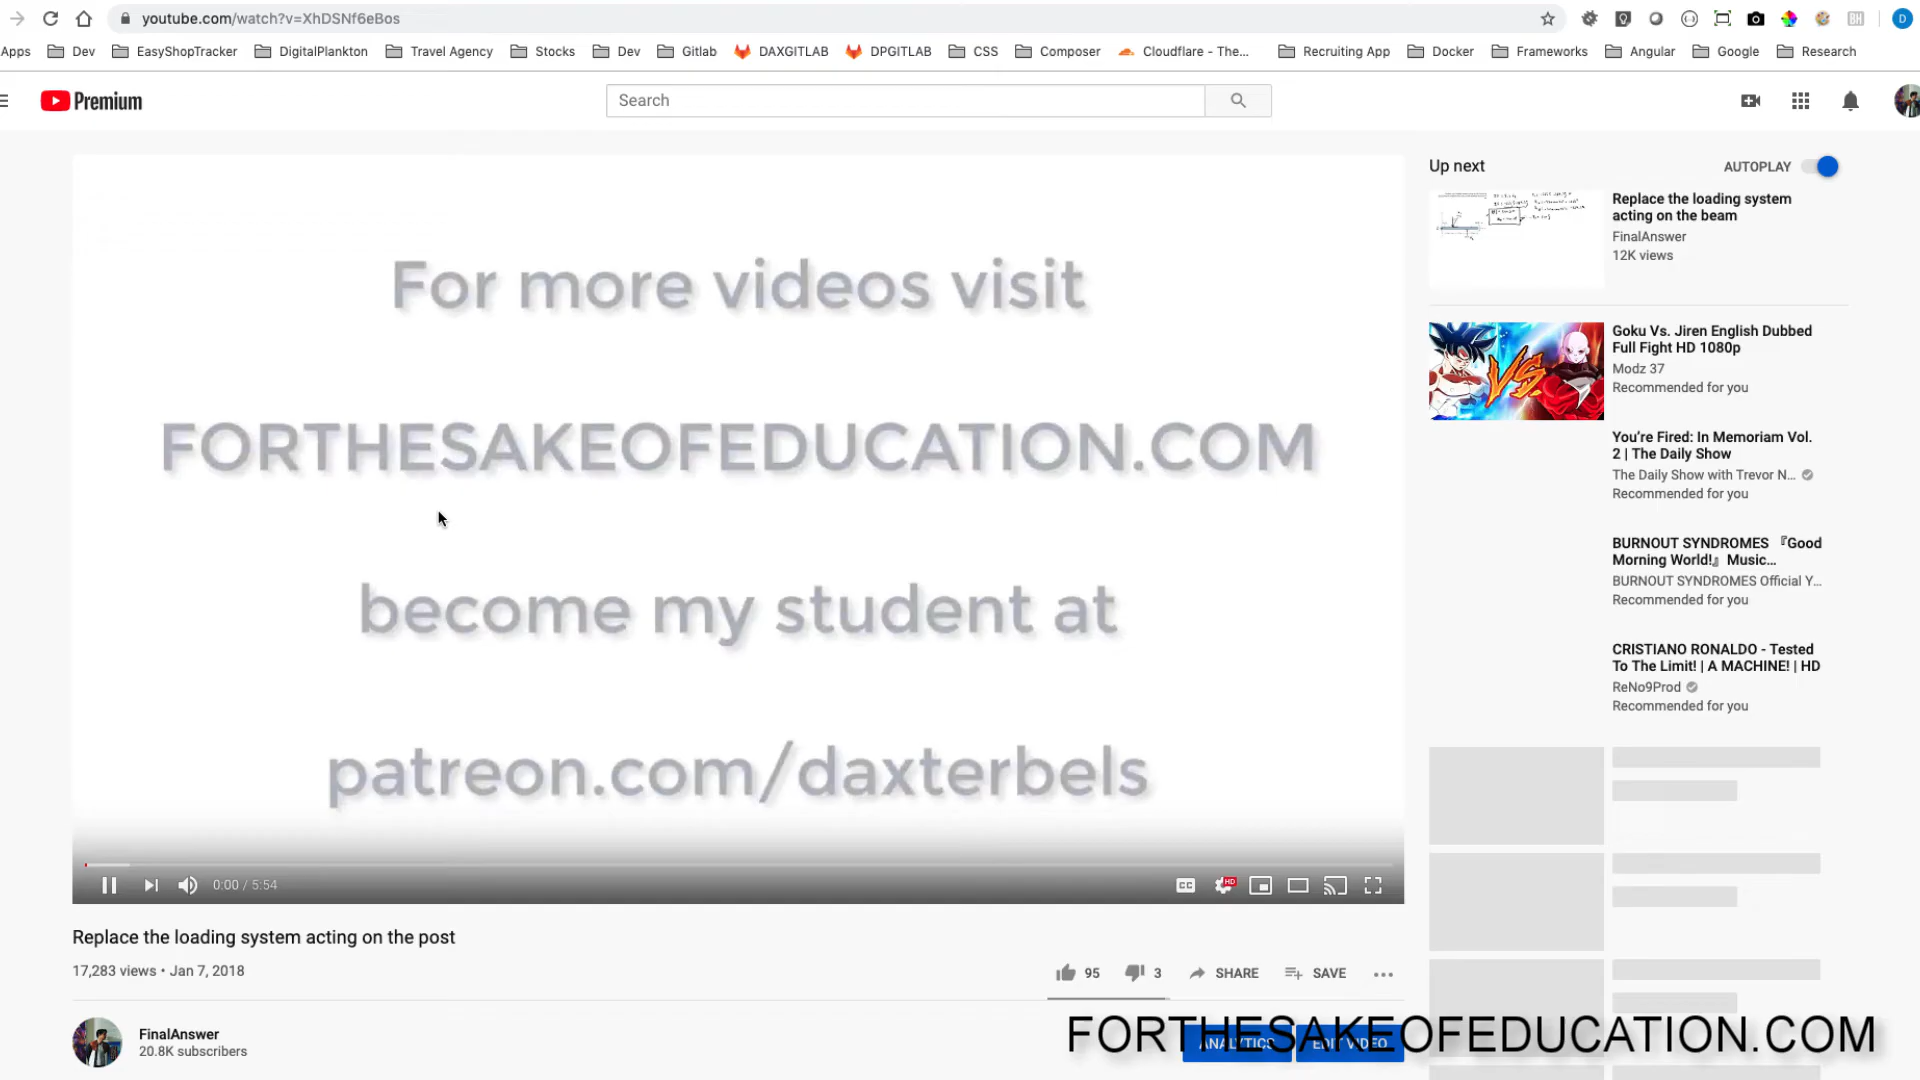 youtube.com/watch?v=XhDSNf6eBos
Apps Dev EasyShopTracker DigitalPlankton Travel Agency Stocks Dev Gitlab DAXGITLAB DPGITLAB CSS Composer Cloudflare - The... Recruiting App Docker Frameworks Angular Google Research
Premium
Search
For more videos visit
FORTHESAKEOFEDUCATION.COM
become my student at
patreon.com/daxterbels
0:00 / 5:54
CC
HD
Replace the loading system acting on the post
17,283 views • Jan 7, 2018
95 3 SHARE SAVE
FinalAnswer
20.8K subscribers
ANALYTICS EDIT VIDEO
Up next AUTOPLAY
Replace the loading system
acting on the beam
FinalAnswer
12K views
VS.
Goku Vs. Jiren English Dubbed
Full Fight HD 1080p
Modz 37
Recommended for you
You're Fired: In Memoriam Vol.
2 | The Daily Show
The Daily Show with Trevor N...
Recommended for you
BURNOUT SYNDROMES 『Good
Morning World!』 Music...
BURNOUT SYNDROMES Official Y...
Recommended for you
CRISTIANO RONALDO - Tested
To The Limit! | A MACHINE! | HD
ReNo9Prod
Recommended for you
FORTHESAKEOFEDUCATION.COM
D
BH